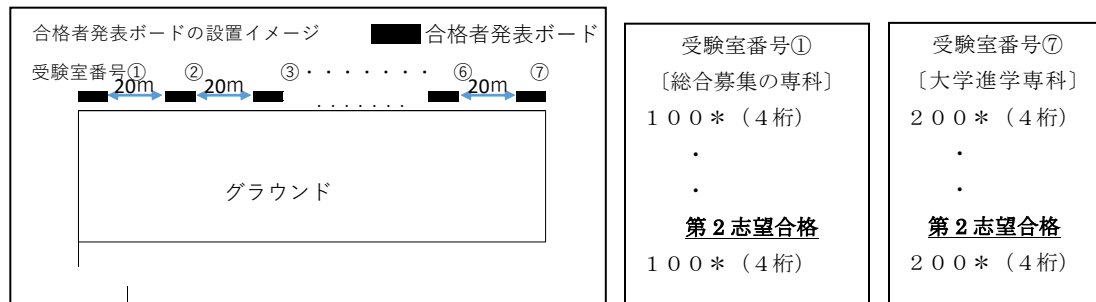 合格者発表ボードの設置イメージ　合格者発表ボード
受験室番号①　②　③・・・・・・・⑥　⑦
20m　20m　・・・・・・・　20m
グラウンド
受験室番号①
〔総合募集の専科〕
１００＊（４桁）
・
・
第２志望合格
１００＊（４桁）
受験室番号⑦
〔大学進学専科〕
２００＊（４桁）
・
・
第２志望合格
２００＊（４桁）